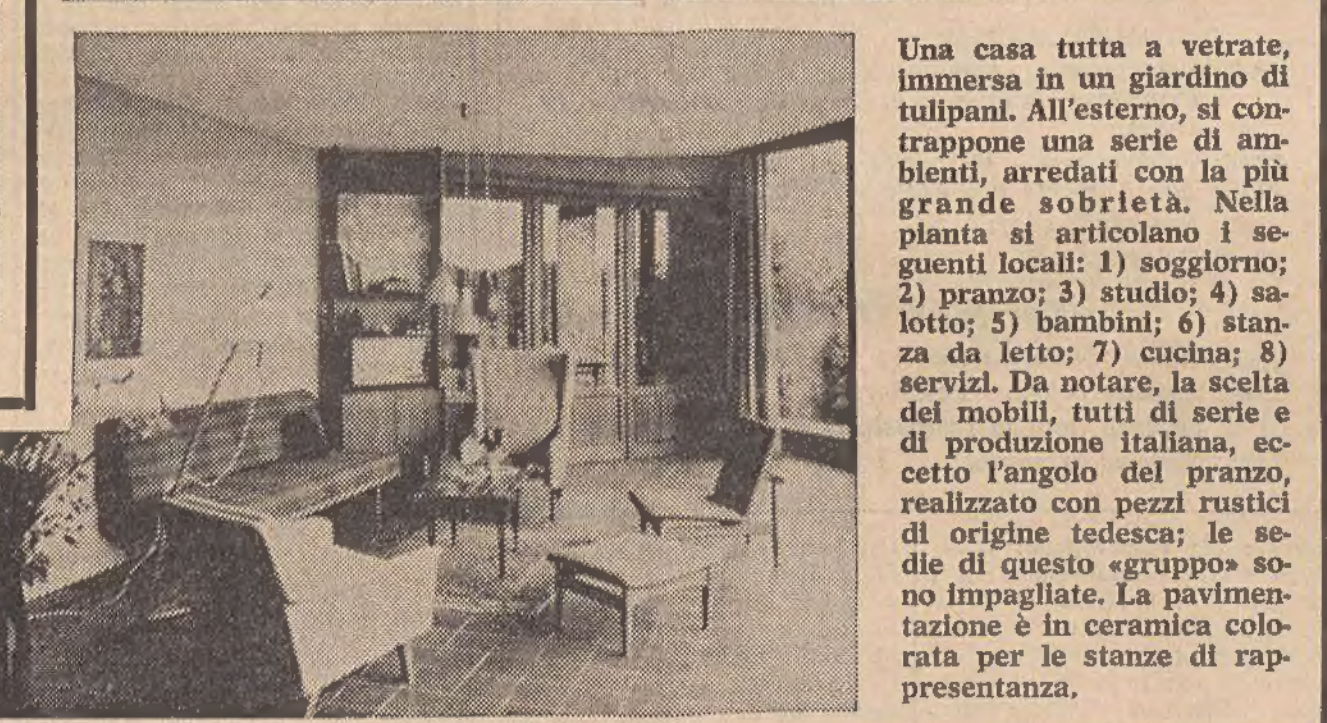 Una casa tutta a vetrate,
immersa in un giardino di
tulipani. All'esterno, si con-
trappone una serie di am-
bienti, arredati con la più
grande sobrietà. Nella
pianta si articolano i se-
guenti locali: 1) soggiorno;
2) pranzo; 3) studio; 4) sa-
lotto; 5) bambini; 6) stan-
za da letto; 7) cucina; 8)
servizi. Da notare, la scelta
dei mobili, tutti di serie e
di produzione italiana, ec-
cetto l'angolo del pranzo,
realizzato con pezzi rustici
di origine tedesca; le se-
die di questo «gruppo» so-
no impagliate. La pavimen-
tazione è in ceramica colo-
rata per le stanze di rap-
presentanza.